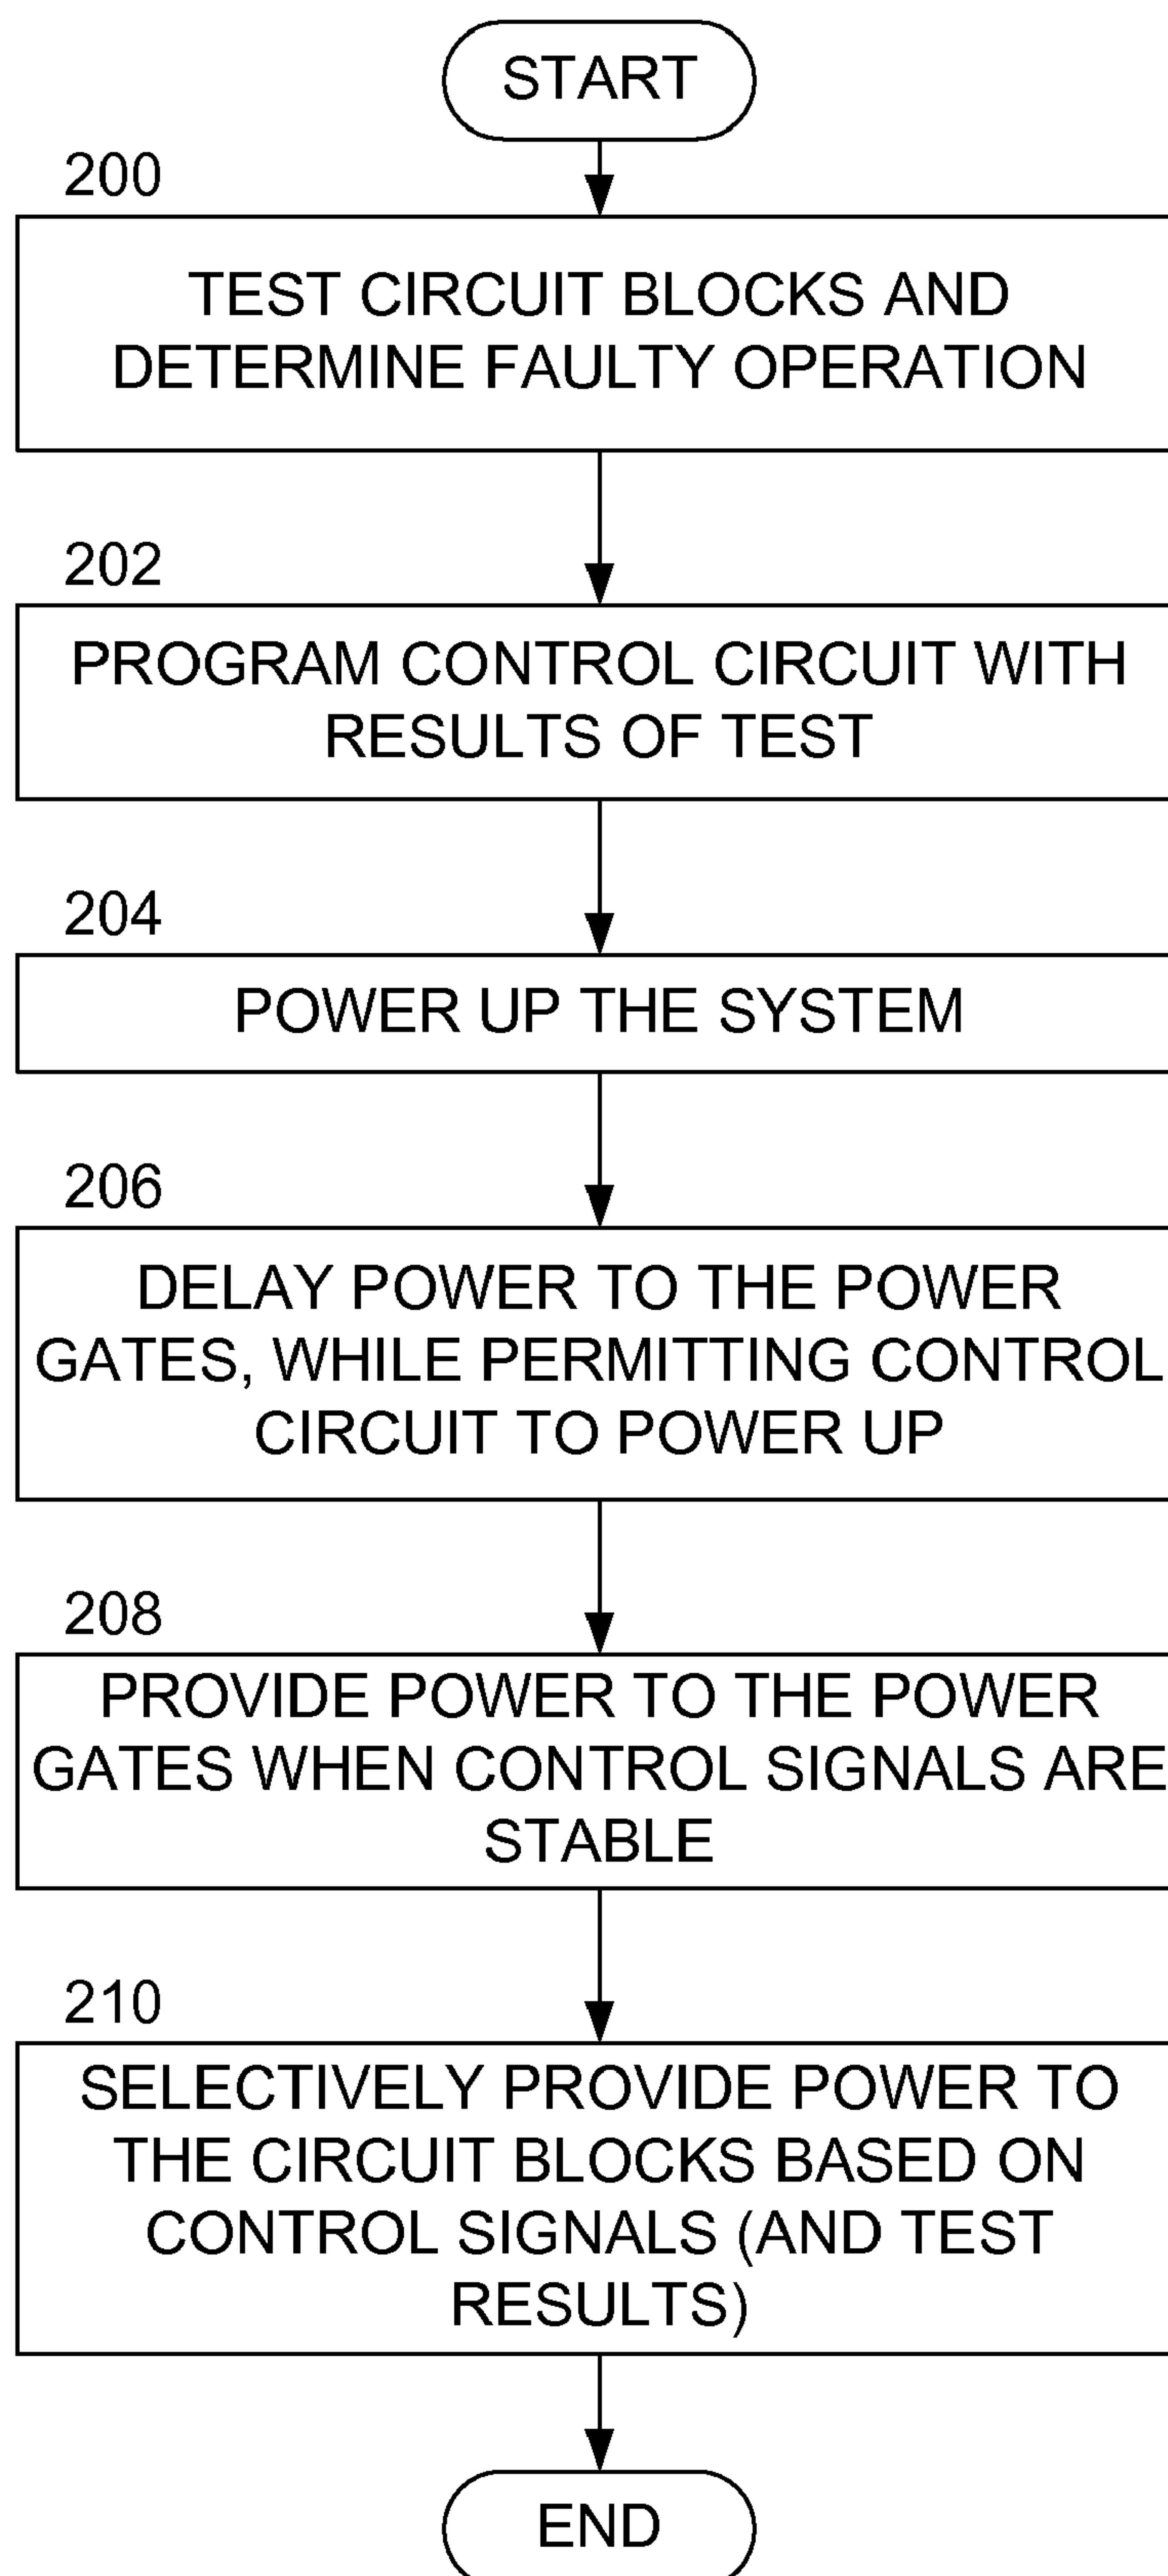 START
200
TEST CIRCUIT BLOCKS AND
DETERMINE FAULTY OPERATION
202
PROGRAM CONTROL CIRCUIT WITH
RESULTS OF TEST
204
POWER UP THE SYSTEM
206
DELAY POWER TO THE POWER
GATES, WHILE PERMITTING CONTROL
CIRCUIT TO POWER UP
208
PROVIDE POWER TO THE POWER
GATES WHEN CONTROL SIGNALS ARE
STABLE
210
SELECTIVELY PROVIDE POWER TO
THE CIRCUIT BLOCKS BASED ON
CONTROL SIGNALS (AND TEST
RESULTS)
END